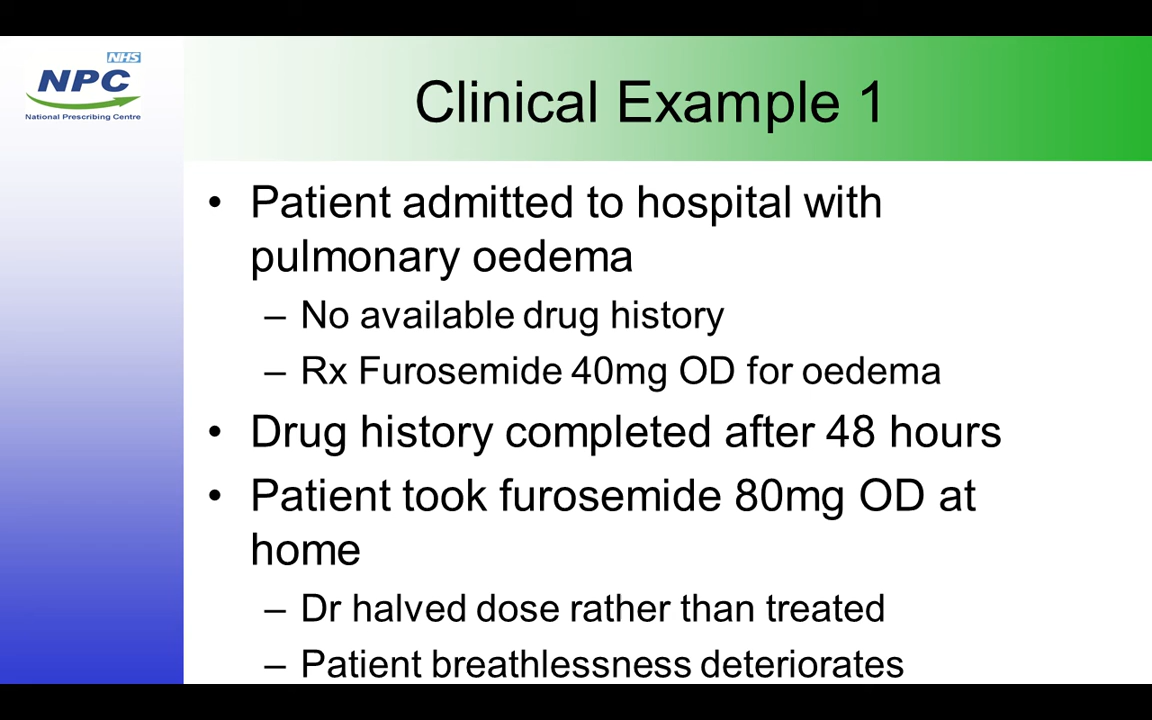 NHS
NPC
National Prescribing Centre
Clinical Example 1
• Patient admitted to hospital with
pulmonary oedema
– No available drug history
– Rx Furosemide 40mg OD for oedema
• Drug history completed after 48 hours
• Patient took furosemide 80mg OD at
home
– Dr halved dose rather than treated
– Patient breathlessness deteriorates